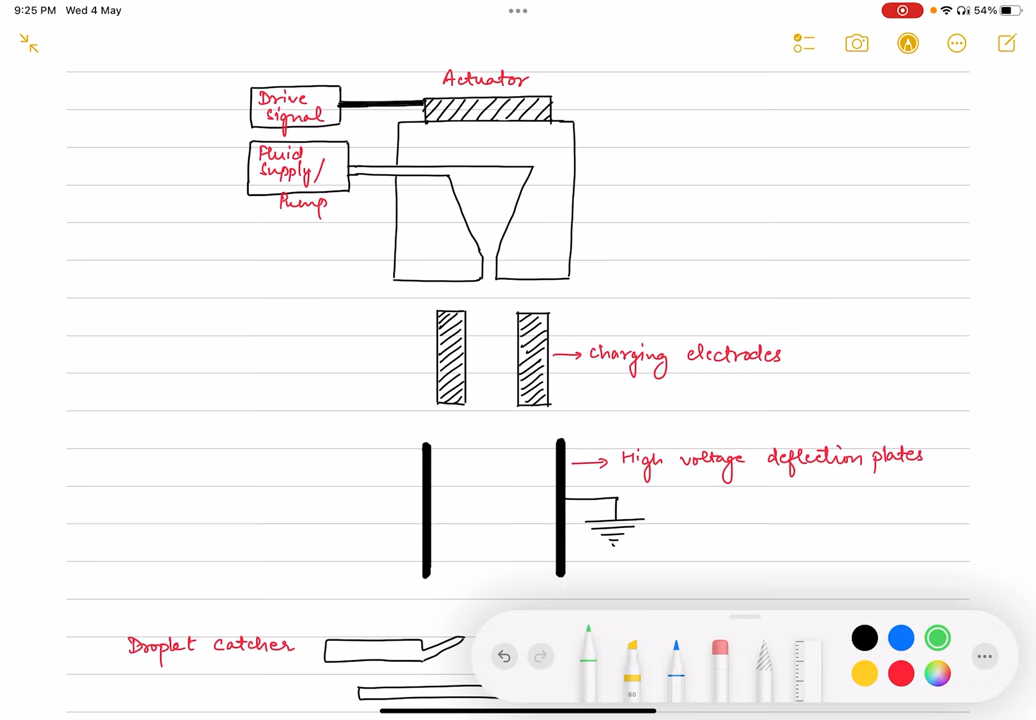 9:25 PM Wed 4 May
54%
Actuator
Drive
signal
Fluid
supply/
Pump
charging electrodes
High voltage deflection plates
Droplet catcher
80